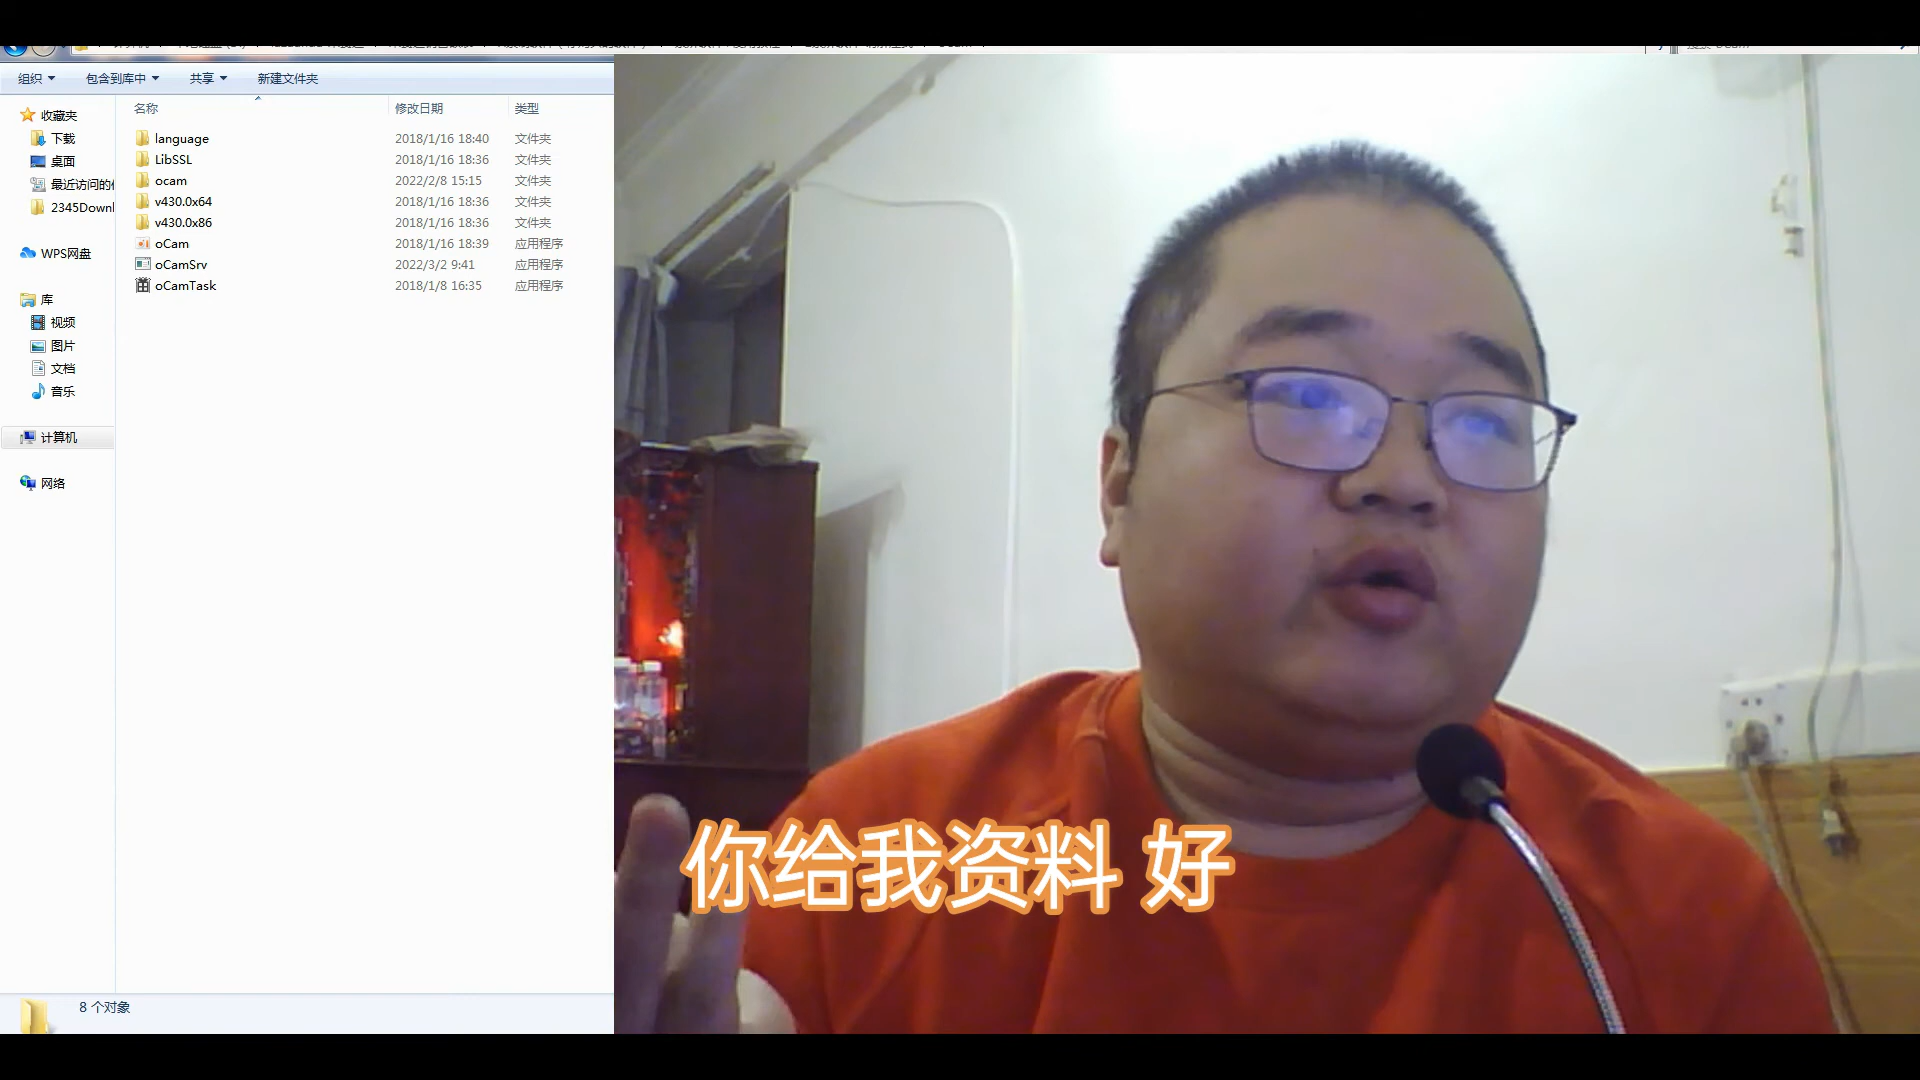 组织 包含到库中 共享 新建文件夹
名称 修改日期 类型
收藏夹
下载
桌面
最近访问的
2345Downl
WPS网盘
库
视频
图片
文档
音乐
计算机
网络
language 2018/1/16 18:40 文件夹
LibSSL 2018/1/16 18:36 文件夹
ocam 2022/2/8 15:15 文件夹
v430.0x64 2018/1/16 18:36 文件夹
v430.0x86 2018/1/16 18:36 文件夹
oCam 2018/1/16 18:39 应用程序
oCamSrv 2022/3/2 9:41 应用程序
oCamTask 2018/1/8 16:35 应用程序
你给我资料 好
8 个对象